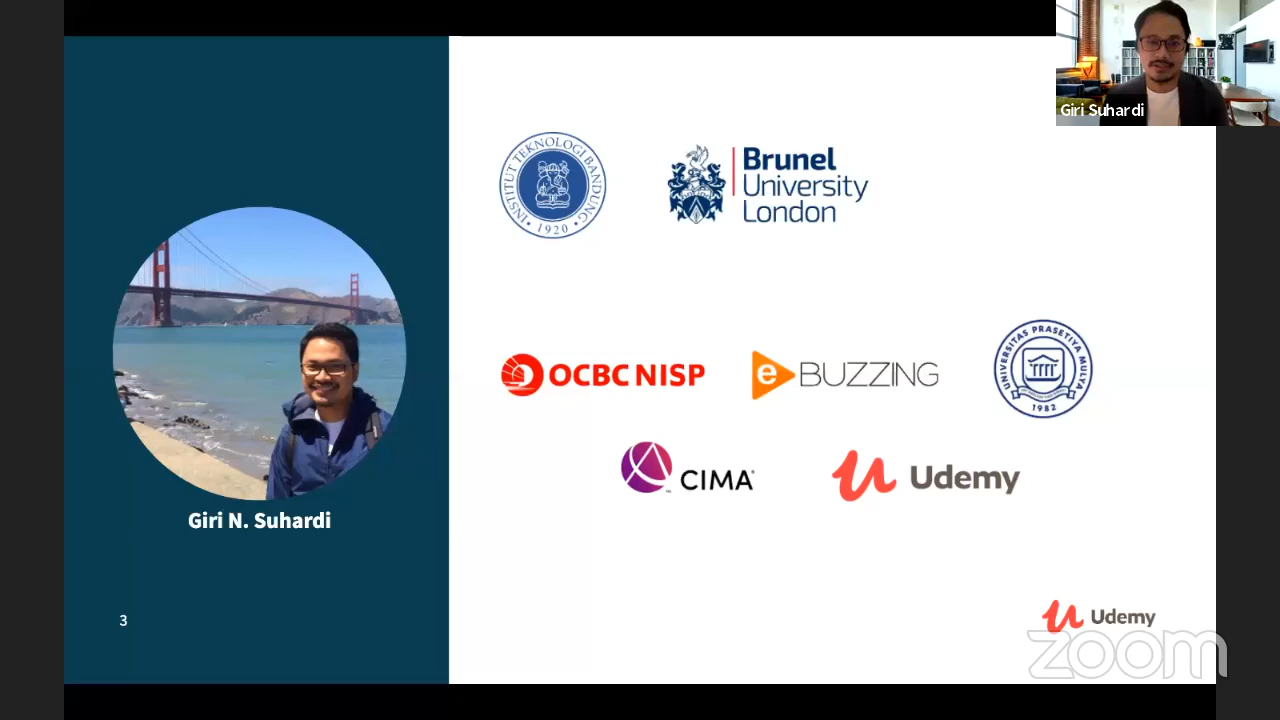 Giri Suhardi
INSTITUT TEKNOLOGI BANDUNG
1920
Brunel
University
London
OCBC NISP
e BUZZING
UNIVERSITAS PRASETIYA MULYA
1982
CIMA
Udemy
Giri N. Suhardi
3
Udemy
zoom